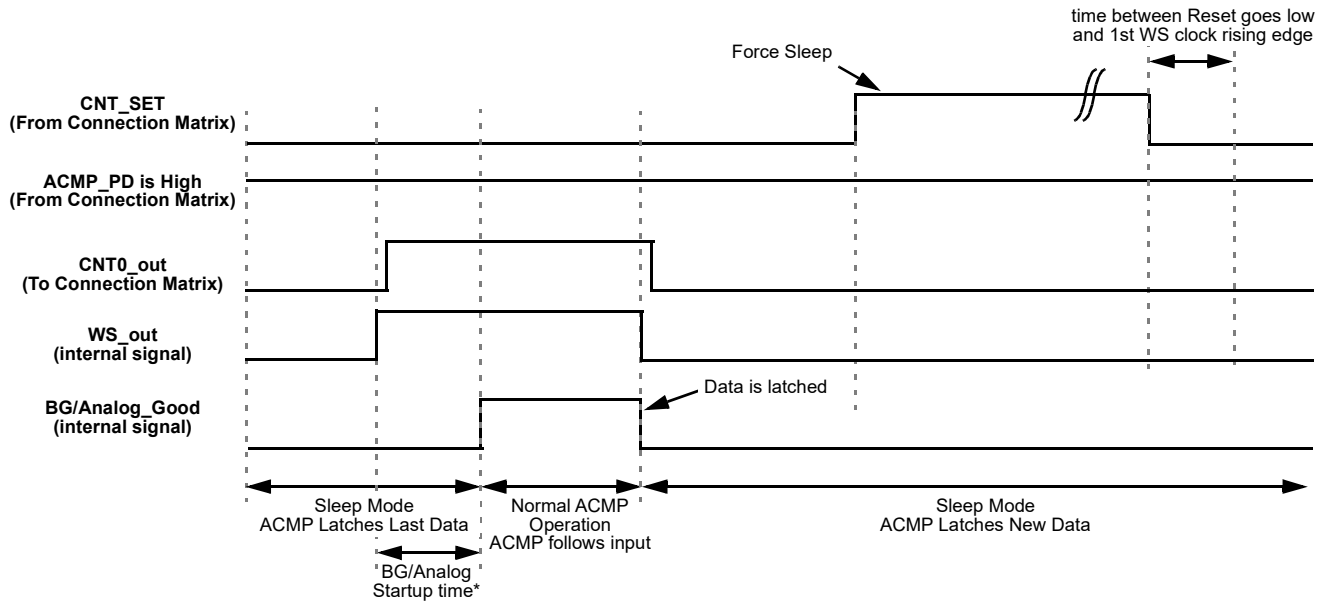 time between Reset goes low
and 1st WS clock rising edge
Force Sleep
CNT_SET
(From Connection Matrix)
ACMP_PD is High
(From Connection Matrix)
CNT0_out
(To Connection Matrix)
WS_out
(internal signal)
BG/Analog_Good
(internal signal)
Data is latched
Sleep Mode
ACMP Latches Last Data
Normal ACMP
Operation
ACMP follows input
Sleep Mode
ACMP Latches New Data
BG/Analog
Startup time*